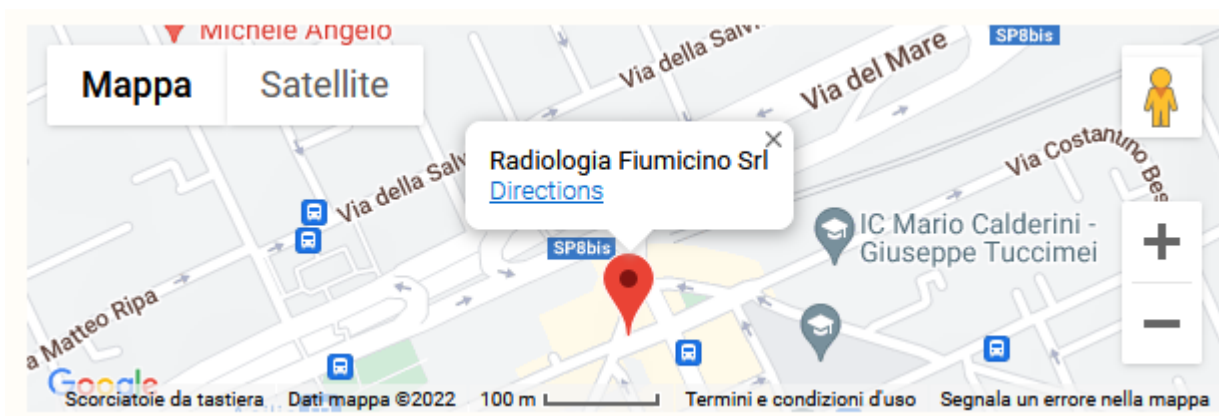 Michele Angelo
Mappa
Satellite
Via della Salv
Via del Mare
SP8bis
Radiologia Fiumicino Srl
Directions
Via Costantino Bes
Via della Salv
IC Mario Calderini -
Giuseppe Tuccimei
SP8bis
a Matteo Ripa
Google
Scorciatoie da tastiera
Dati mappa ©2022
100 m
Termini e condizioni d'uso
Segnala un errore nella mappa